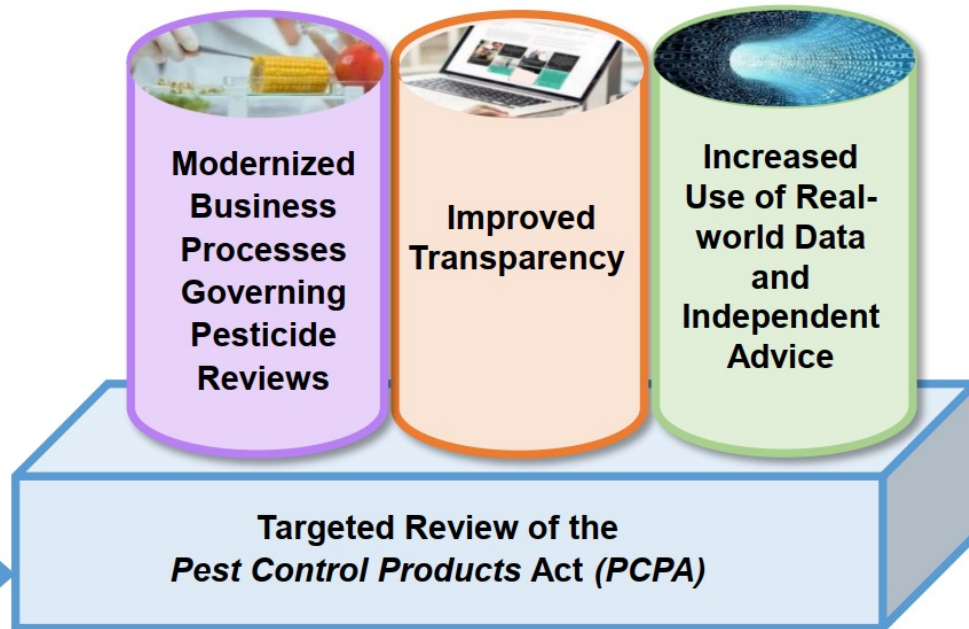 Modernized
Business
Processes
Governing
Pesticide
Reviews
Improved
Transparency
Increased
Use of Real-
world Data
and
Independent
Advice
Targeted Review of the
Pest Control Products Act (PCPA)